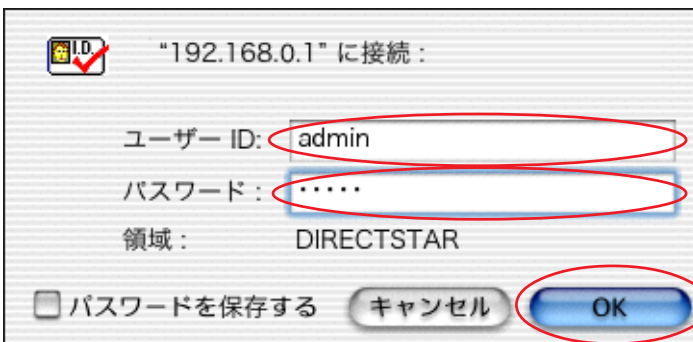 I.D.
“192.168.0.1” に接続 :
ユーザー ID: admin
パスワード : •••••
領域 : DIRECTSTAR
パスワードを保存する キャンセル OK